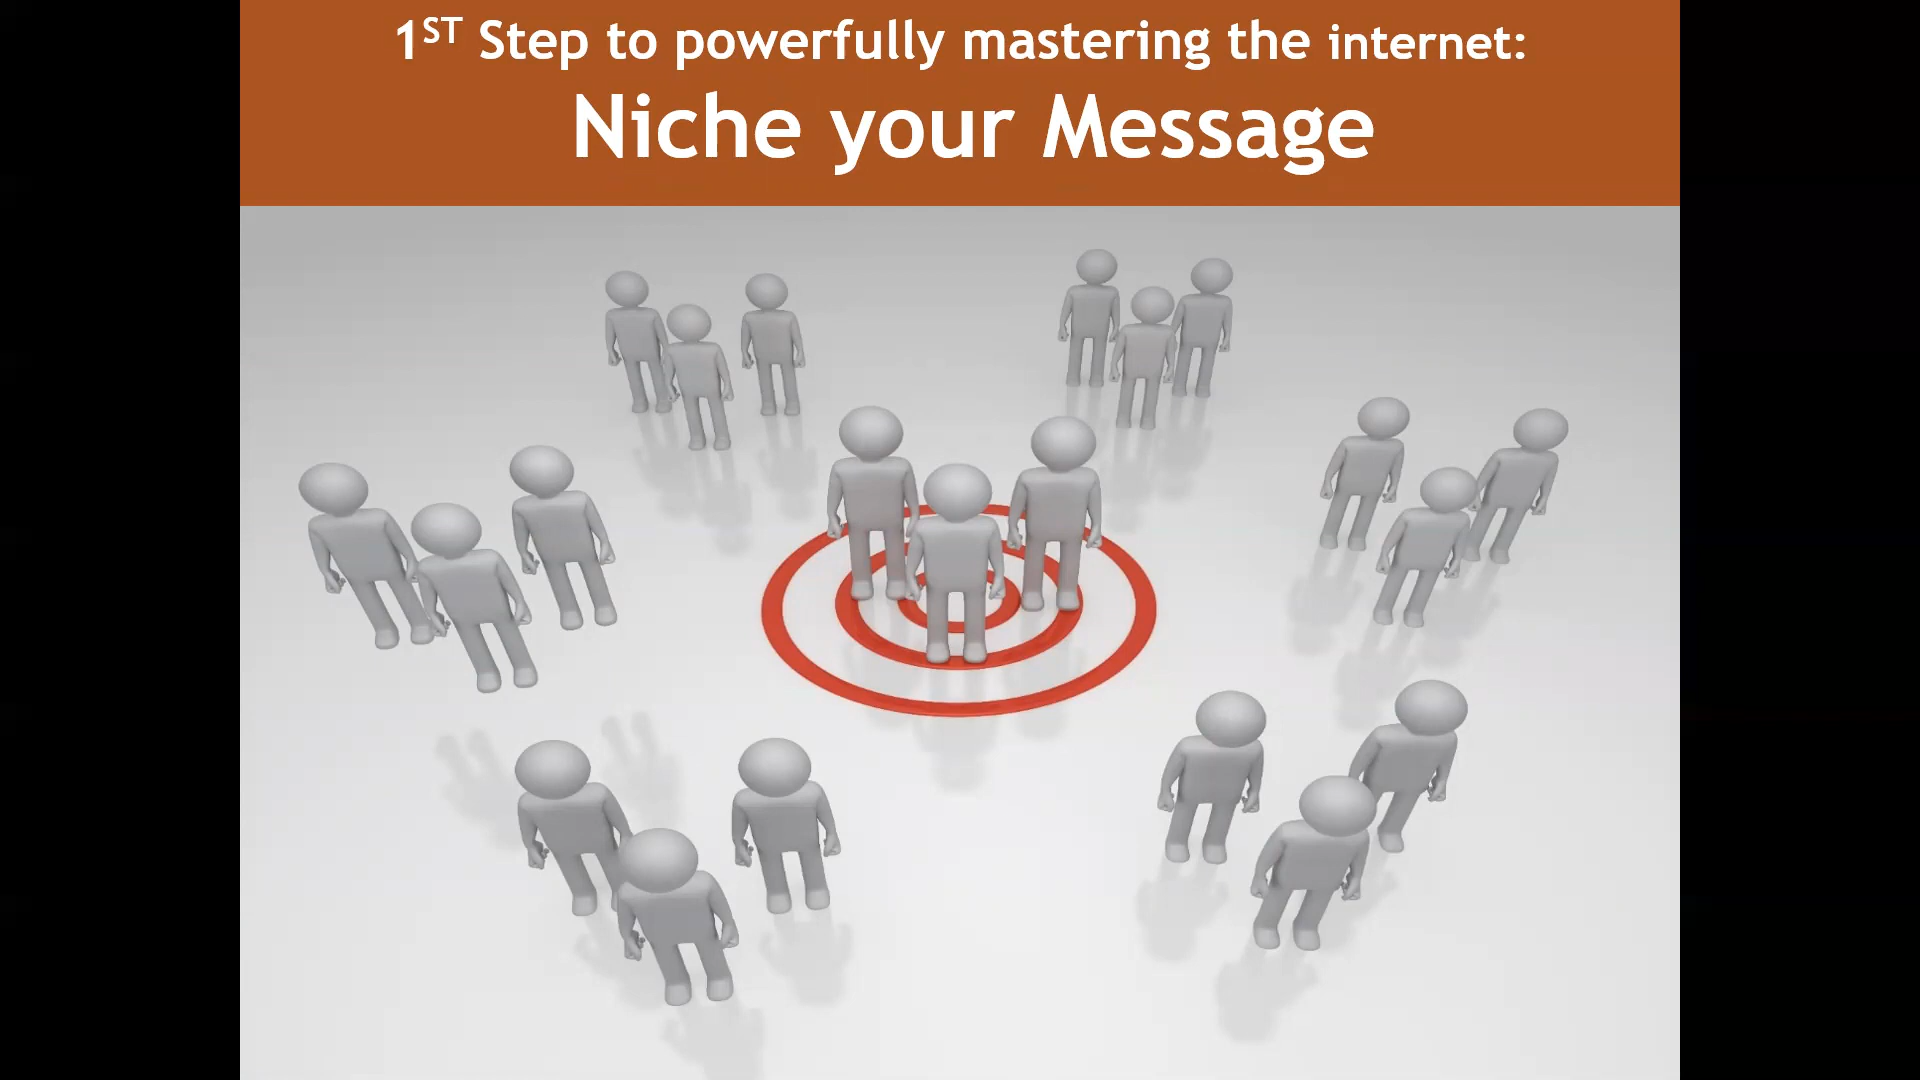 1ST Step to powerfully mastering the internet:
Niche your Message